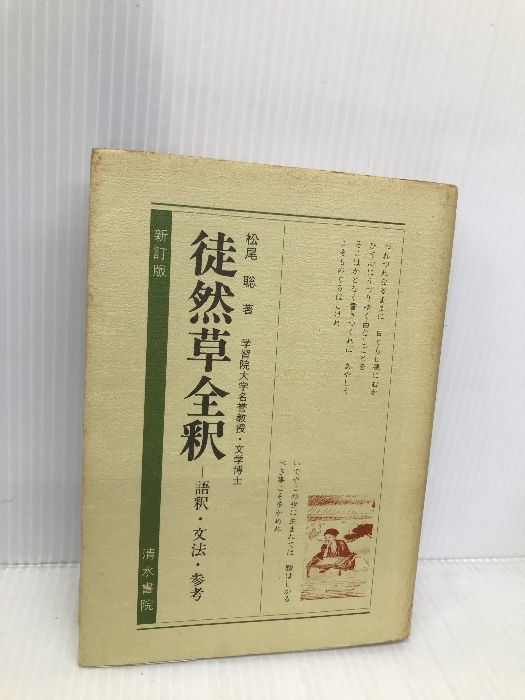 つれづれなるままに 日ぐらし硯にむか
ひて心にうつりゆく由なしごとを
そこはかとなく書きつくれば あやしう
こそものぐるほしけれ
いでやこの世に生まれては 願はしかる
べき事こそ多かめれ
松尾 聡 著 学習院大学名誉教授・文学博士
徒然草全釈―語釈・文法・参考
新訂版
清水書院